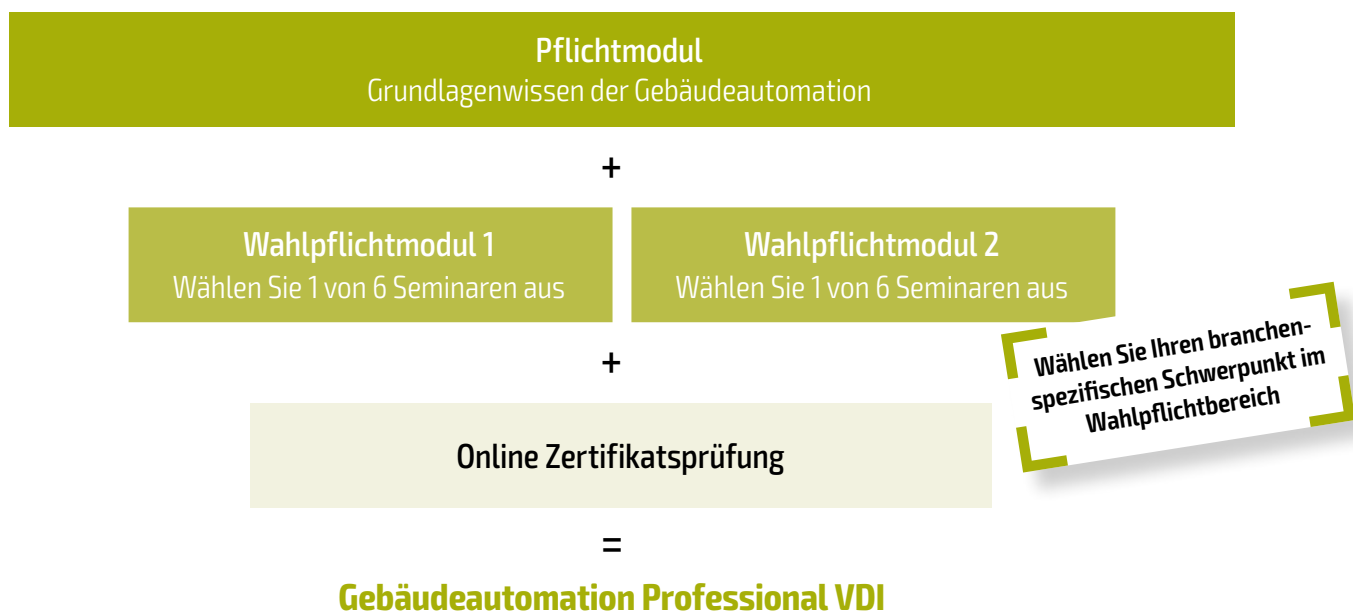 Pflichtmodul
Grundlagenwissen der Gebäudeautomation
+
Wahlpflichtmodul 1
Wählen Sie 1 von 6 Seminaren aus
Wahlpflichtmodul 2
Wählen Sie 1 von 6 Seminaren aus
+
Wählen Sie Ihren branchen-
spezifischen Schwerpunkt im
Wahlpflichtbereich
Online Zertifikatsprüfung
=
Gebäudeautomation Professional VDI